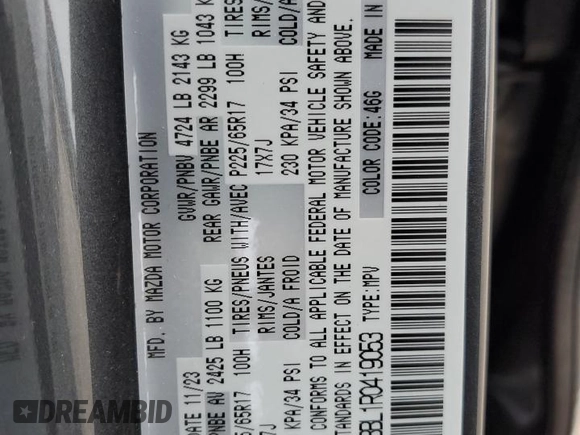 MFD. BY MAZDA MOTOR CORPORATION
11/23 GVWR/PNBV 4724 LB 2143 KG
PNBE AV 2425 LB 1100 KG REAR GAWR/PNBE AR 2299 LB 1043 K
65R17 100H TIRES/PNEUS WITH/AVEC P225/65R17 100H TIRES
7J RIMS/JANTES 17X7J RIMS/
KPA/34 PSI COLD/A FROID 230 KPA/34 PSI COLD/A
CONFORMS TO ALL APPLICABLE FEDERAL MOTOR VEHICLE SAFETY AND
STANDARDS IN EFFECT ON THE DATE OF MANUFACTURE SHOWN ABOVE.
BL1R0419053 TYPE:MPV COLOR CODE:46G MADE IN
DREAMBID